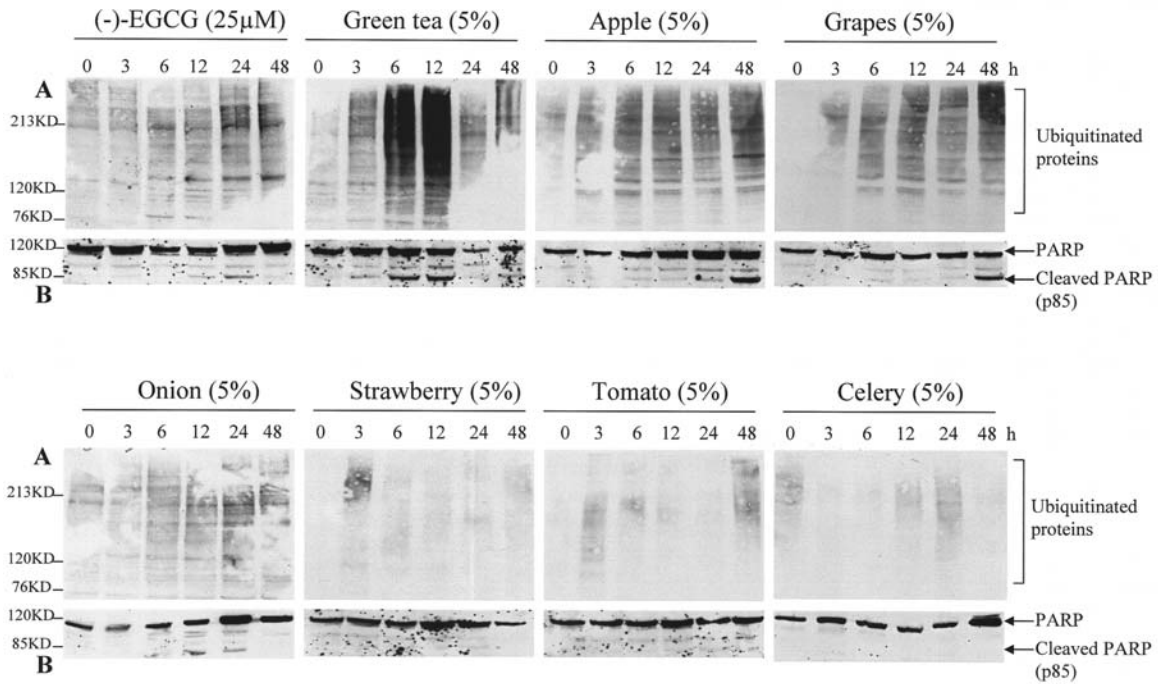 (-)-EGCG (25µM) Green tea (5%) Apple (5%) Grapes (5%)
0 3 6 12 24 48 0 3 6 12 24 48 0 3 6 12 24 48 0 3 6 12 24 48 h
A
213KD
Ubiquitinated
proteins
120KD
76KD
120KD PARP
85KD Cleaved PARP
B (p85)
Onion (5%) Strawberry (5%) Tomato (5%) Celery (5%)
0 3 6 12 24 48 0 3 6 12 24 48 0 3 6 12 24 48 0 3 6 12 24 48 h
A
213KD
Ubiquitinated
proteins
120KD
76KD
120KD PARP
85KD Cleaved PARP
B (p85)